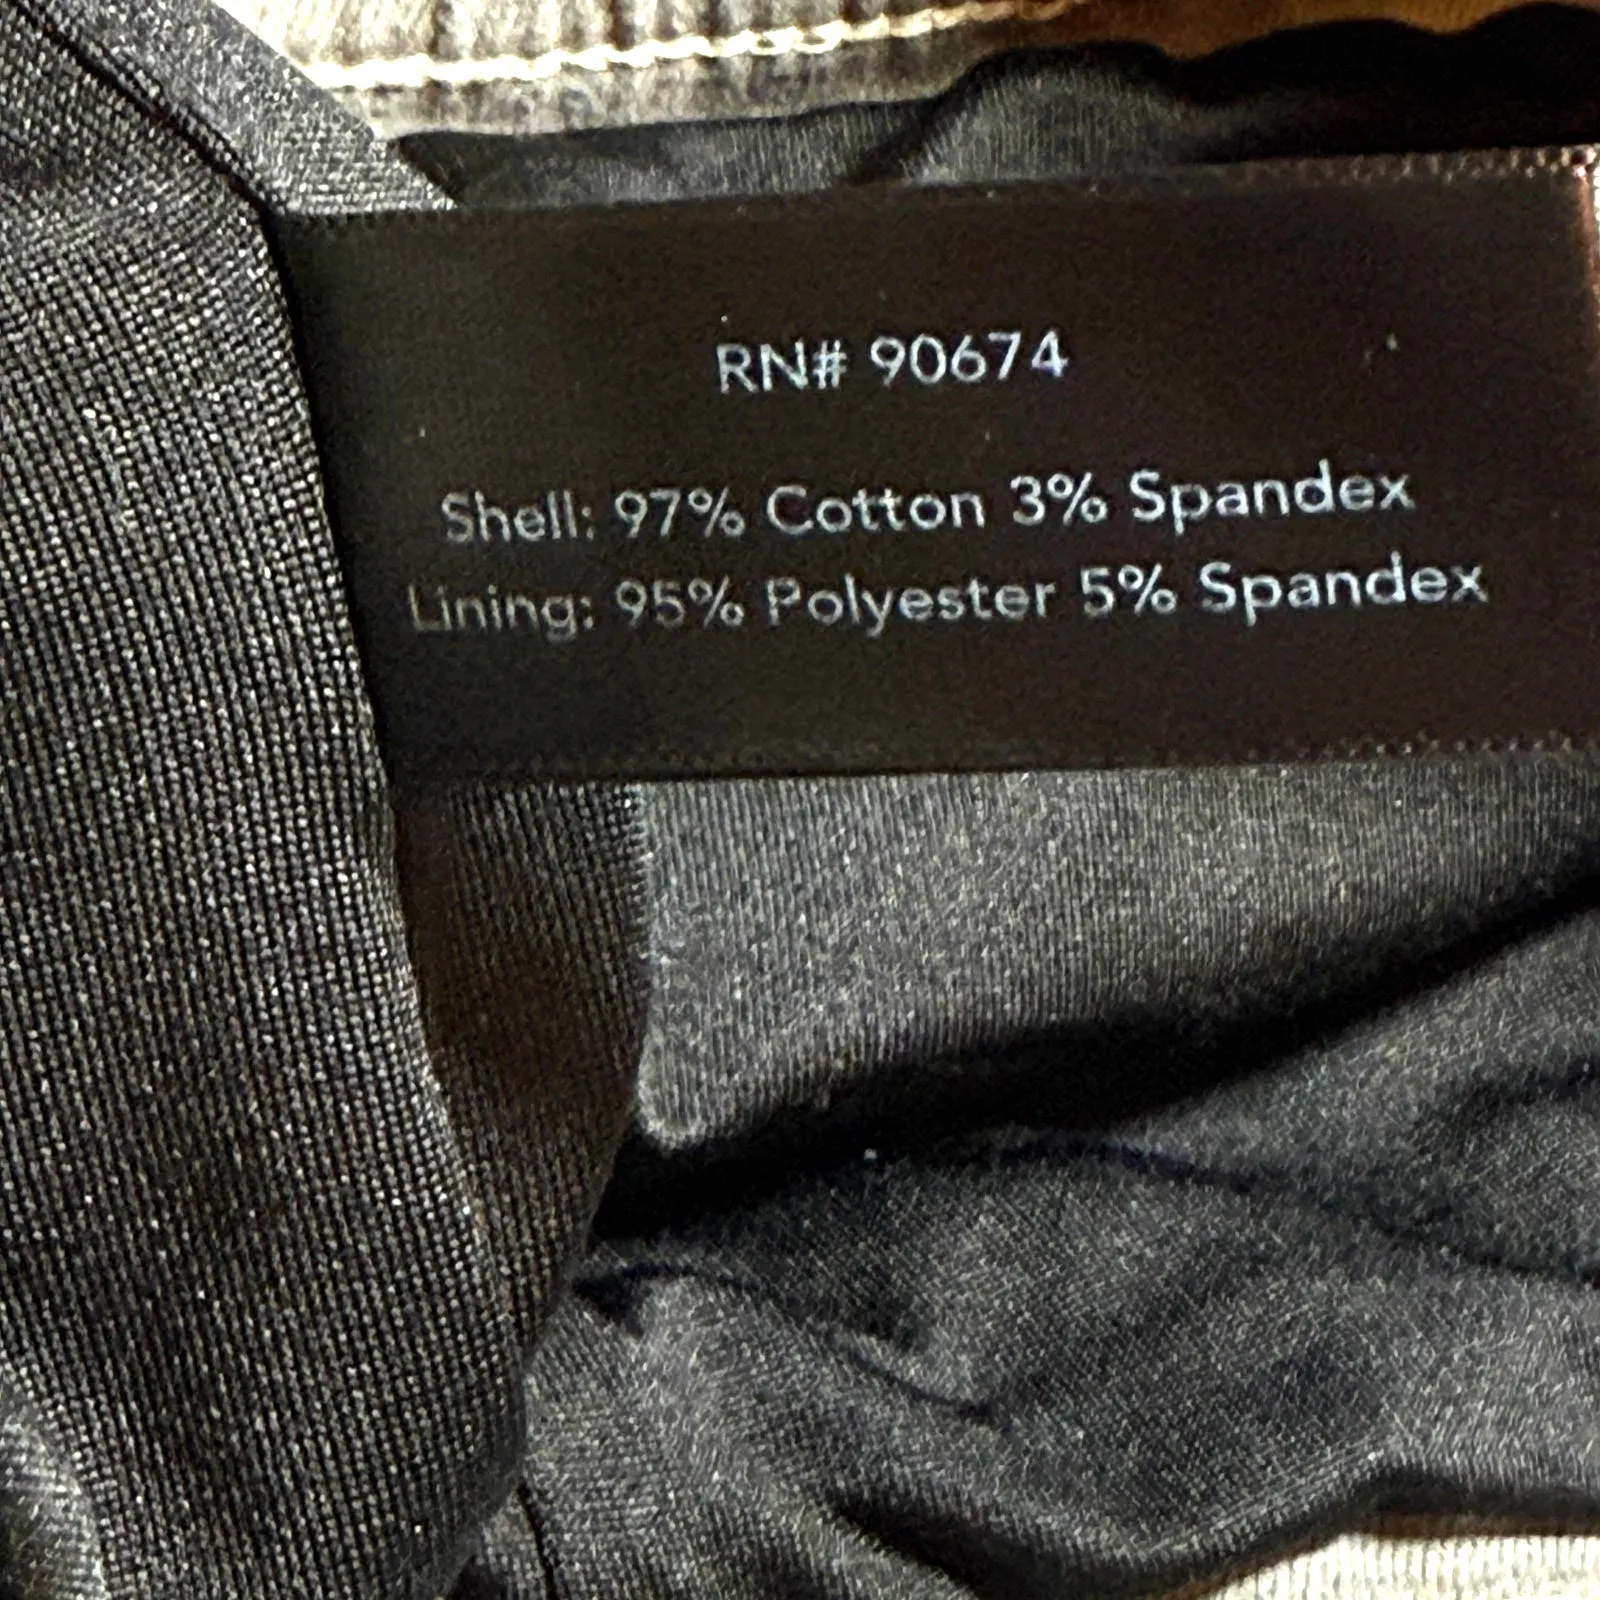 RN# 90674
Shell: 97% Cotton 3% Spandex
Lining: 95% Polyester 5% Spandex